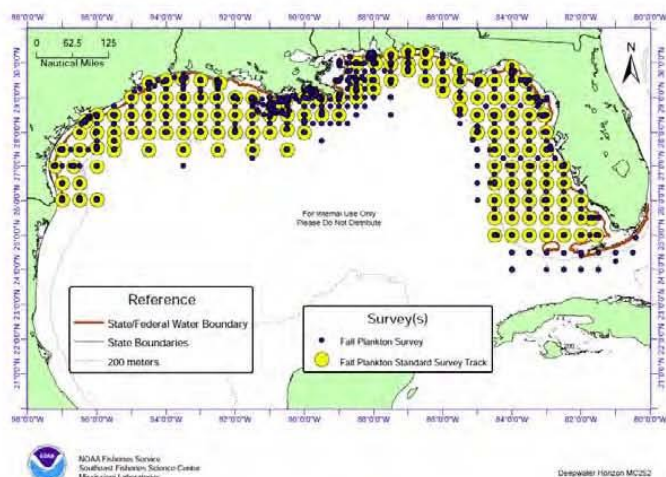 0 62.5 125
Nautical Miles
N
For Internal Use Only
Please Do Not Distribute
Reference
State/Federal Water Boundary
State Boundaries
200 meters
Survey(s)
Fall Plankton Survey
Fall Plankton Standard Survey Track
98°0'0"W 96°0'0"W 94°0'0"W 92°0'0"W 90°0'0"W 88°0'0"W 86°0'0"W 84°0'0"W 82°0'0"W 80°0'0"W
NOAA Fisheries Service
Southeast Fisheries Science Center
Mississippi Laboratories
Deepwater Horizon MC252